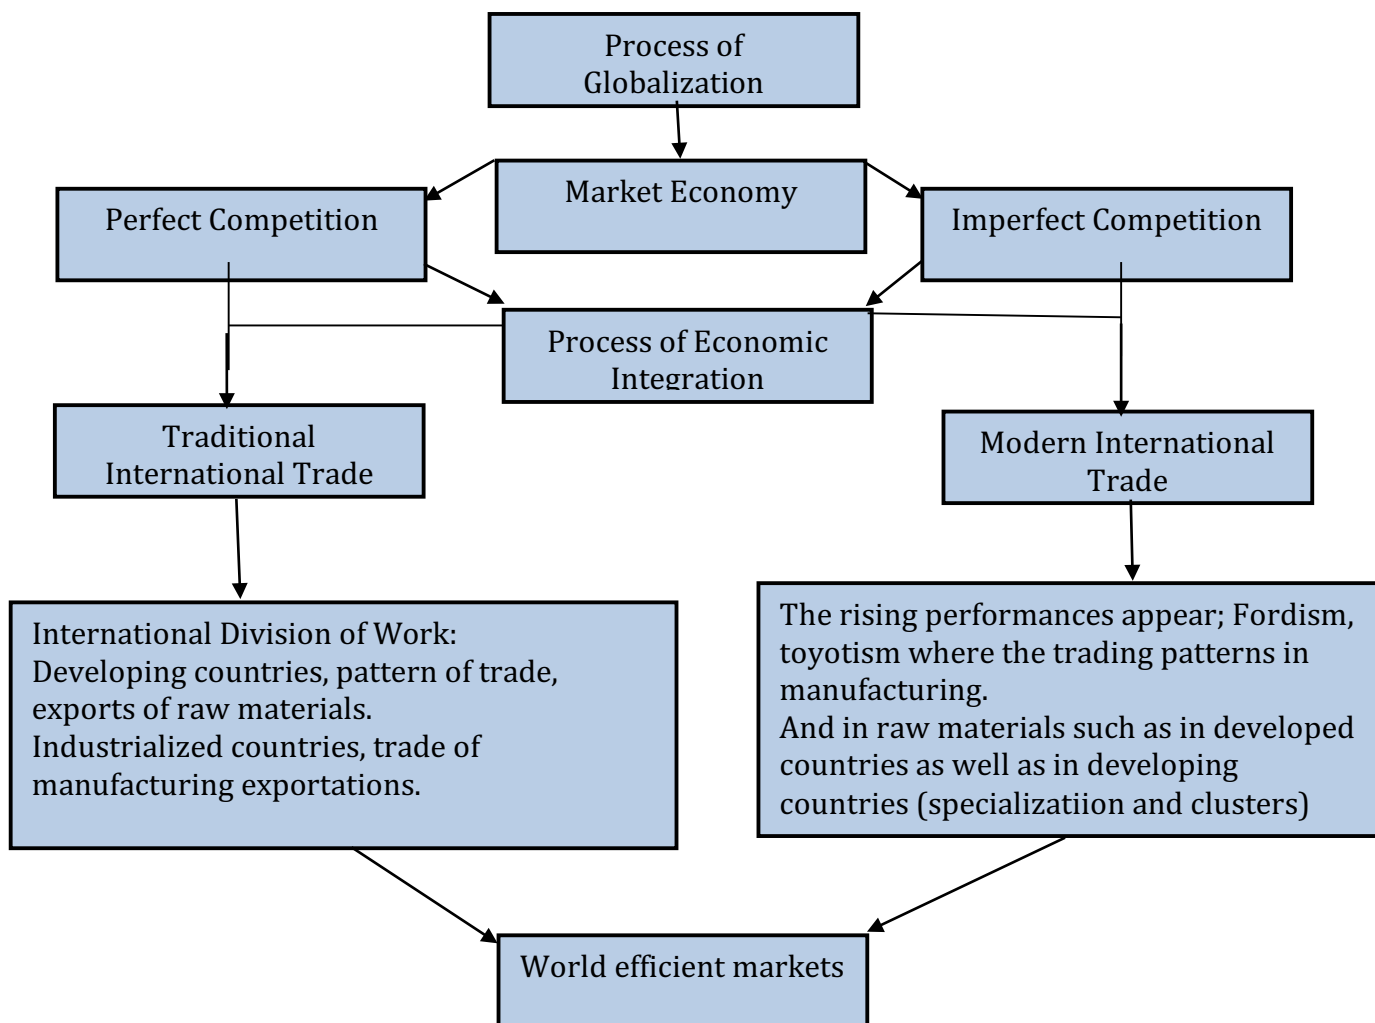 Process of
Globalization
Market Economy
Perfect Competition
Imperfect Competition
Process of Economic
Integration
Traditional
International Trade
Modern International
Trade
International Division of Work:
Developing countries, pattern of trade,
exports of raw materials.
Industrialized countries, trade of
manufacturing exportations.
The rising performances appear; Fordism,
toyotism where the trading patterns in
manufacturing.
And in raw materials such as in developed
countries as well as in developing
countries (specializatiion and clusters)
World efficient markets